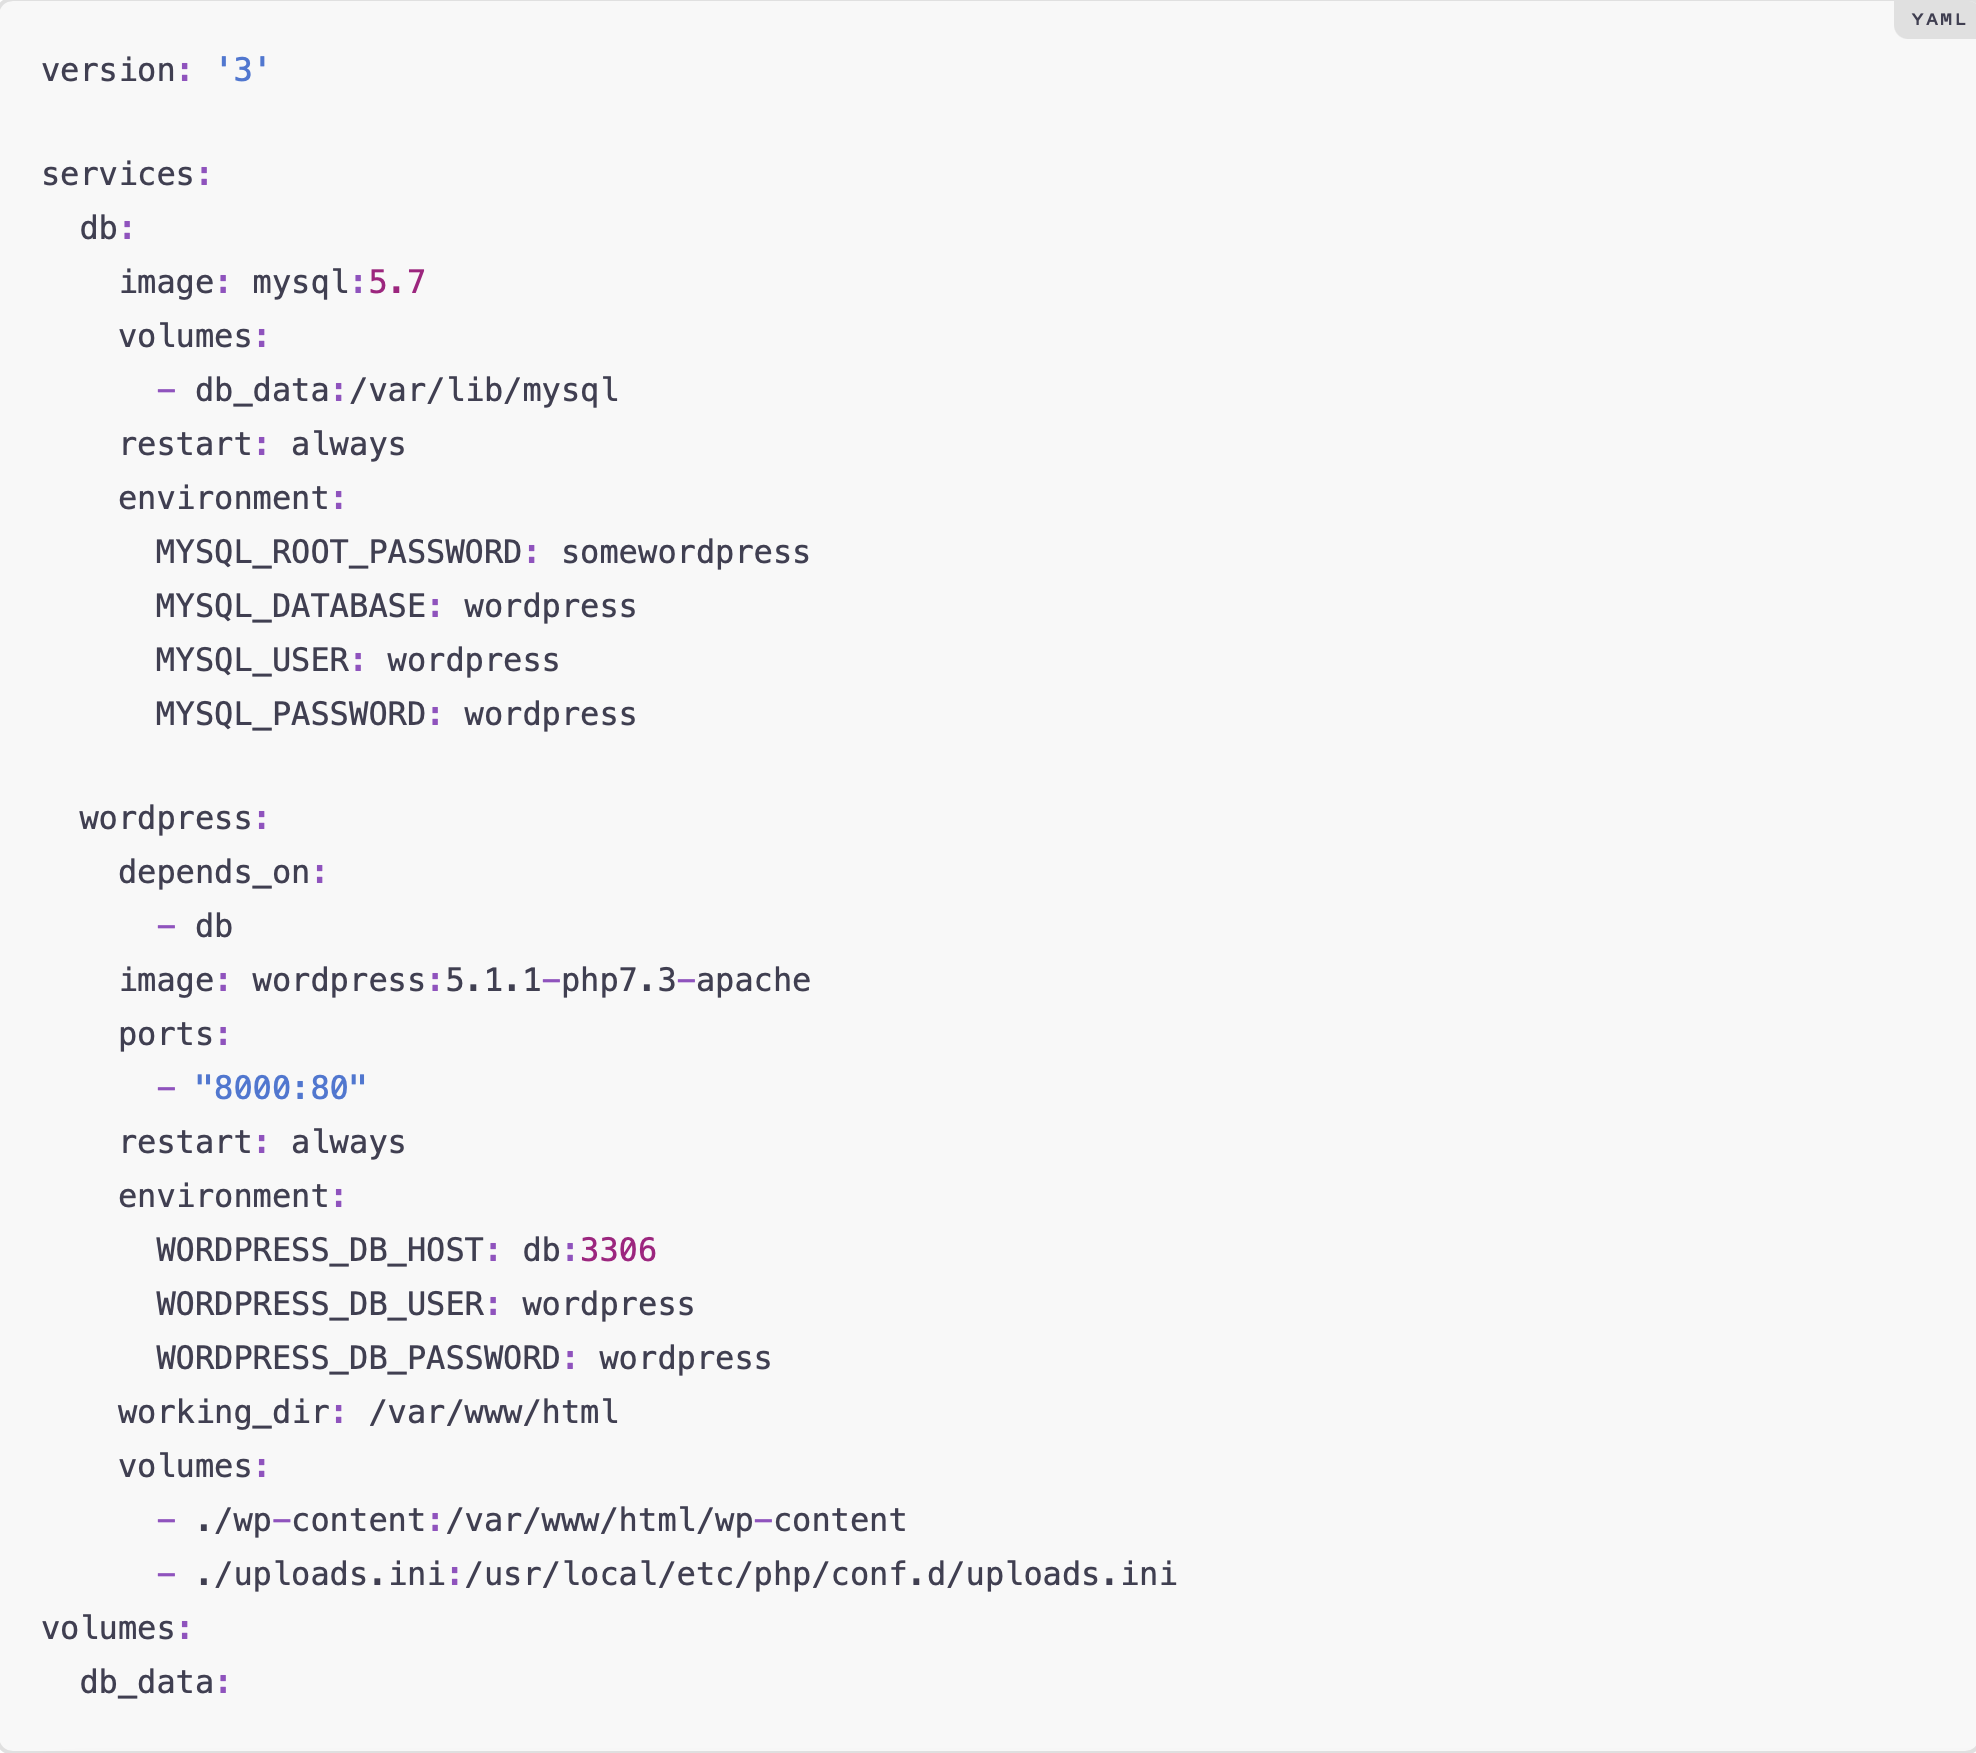 YAML
version: '3'

services:
  db:
    image: mysql:5.7
    volumes:
      - db_data:/var/lib/mysql
    restart: always
    environment:
      MYSQL_ROOT_PASSWORD: somewordpress
      MYSQL_DATABASE: wordpress
      MYSQL_USER: wordpress
      MYSQL_PASSWORD: wordpress

  wordpress:
    depends_on:
      - db
    image: wordpress:5.1.1-php7.3-apache
    ports:
      - "8000:80"
    restart: always
    environment:
      WORDPRESS_DB_HOST: db:3306
      WORDPRESS_DB_USER: wordpress
      WORDPRESS_DB_PASSWORD: wordpress
    working_dir: /var/www/html
    volumes:
      - ./wp-content:/var/www/html/wp-content
      - ./uploads.ini:/usr/local/etc/php/conf.d/uploads.ini
volumes:
  db_data: